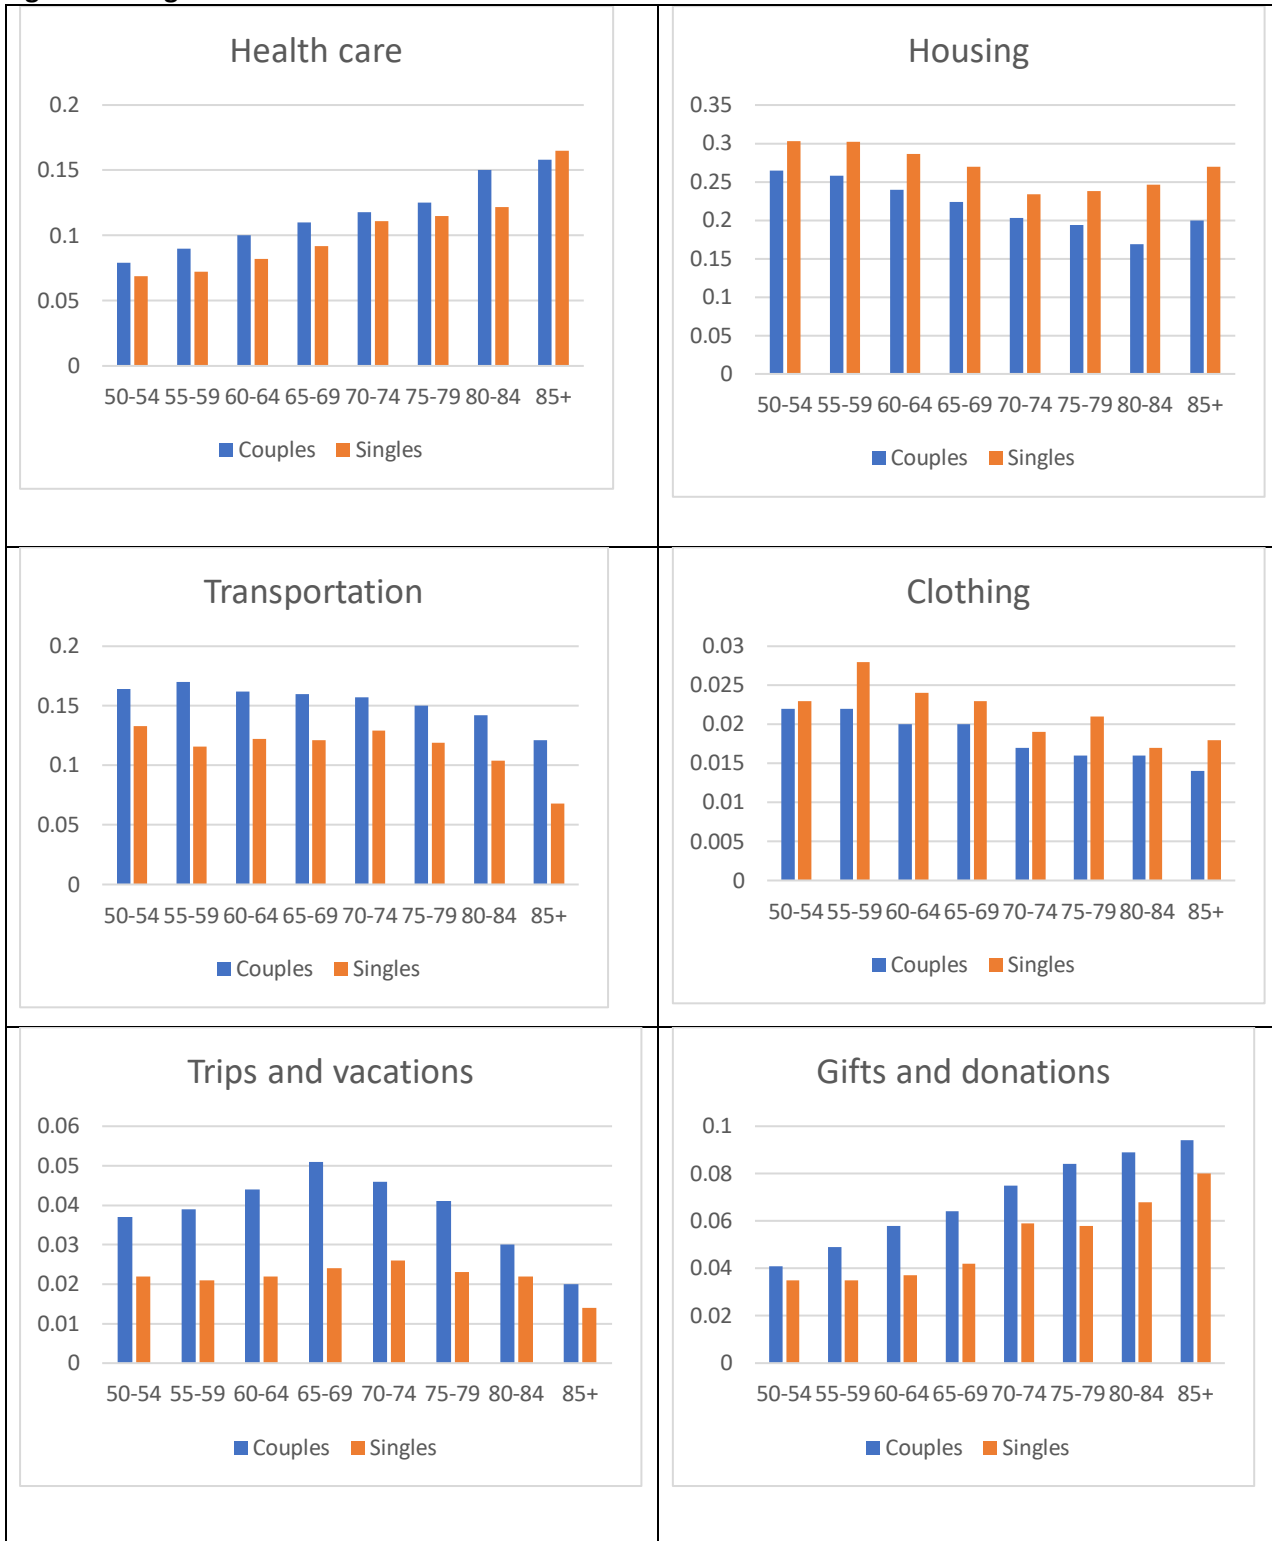 Health care
0.2
0.15
0.1
0.05
0
50-54 55-59 60-64 65-69 70-74 75-79 80-84 85+
Couples Singles
Housing
0.35
0.3
0.25
0.2
0.15
0.1
0.05
0
50-54 55-59 60-64 65-69 70-74 75-79 80-84 85+
Couples Singles
Transportation
0.2
0.15
0.1
0.05
0
50-54 55-59 60-64 65-69 70-74 75-79 80-84 85+
Couples Singles
Clothing
0.03
0.025
0.02
0.015
0.01
0.005
0
50-54 55-59 60-64 65-69 70-74 75-79 80-84 85+
Couples Singles
Trips and vacations
0.06
0.05
0.04
0.03
0.02
0.01
0
50-54 55-59 60-64 65-69 70-74 75-79 80-84 85+
Couples Singles
Gifts and donations
0.1
0.08
0.06
0.04
0.02
0
50-54 55-59 60-64 65-69 70-74 75-79 80-84 85+
Couples Singles